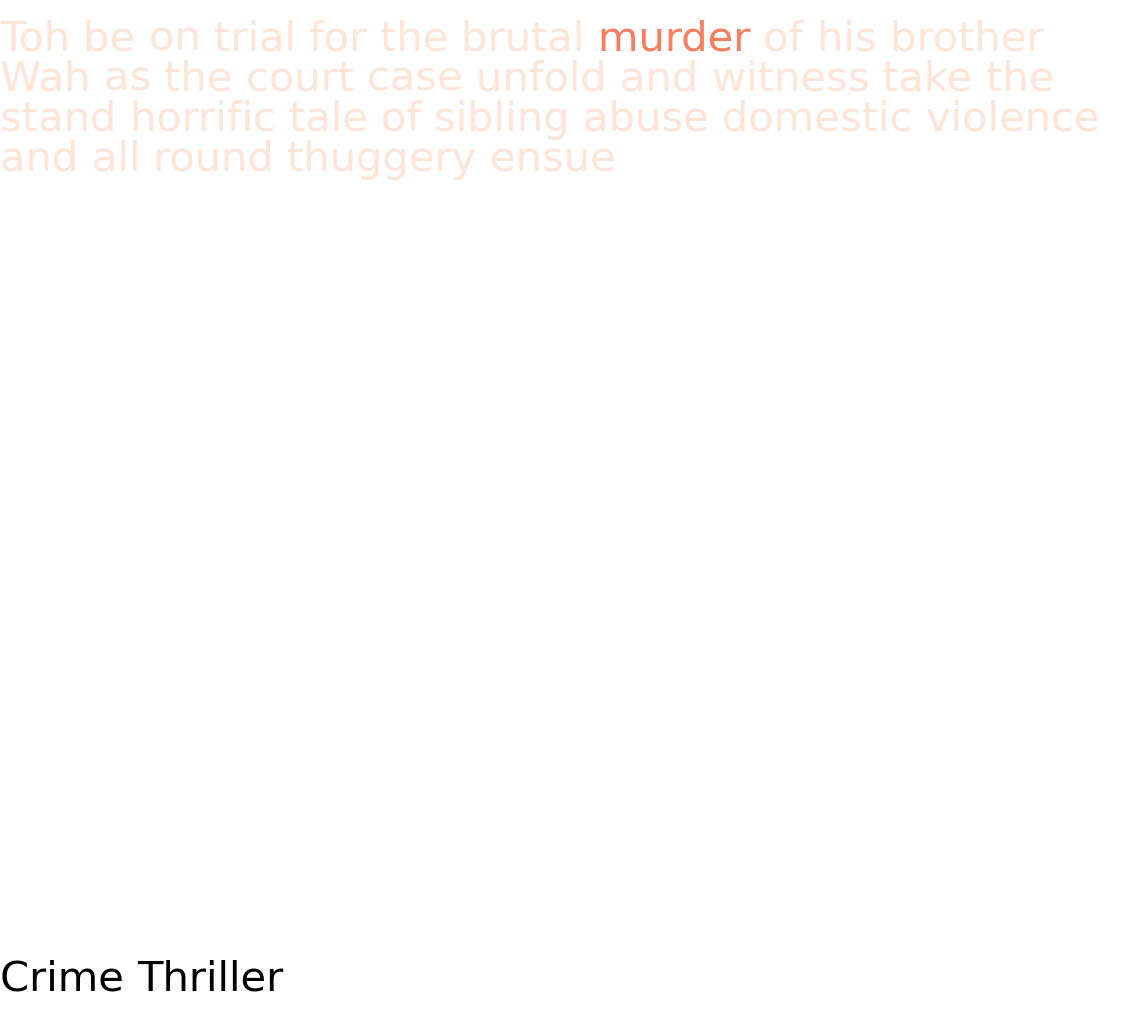 Toh be on trial for the brutal murder of his brother
Wah as the court case unfold and witness take the
stand horrific tale of sibling abuse domestic violence
and all round thuggery ensue
Crime Thriller